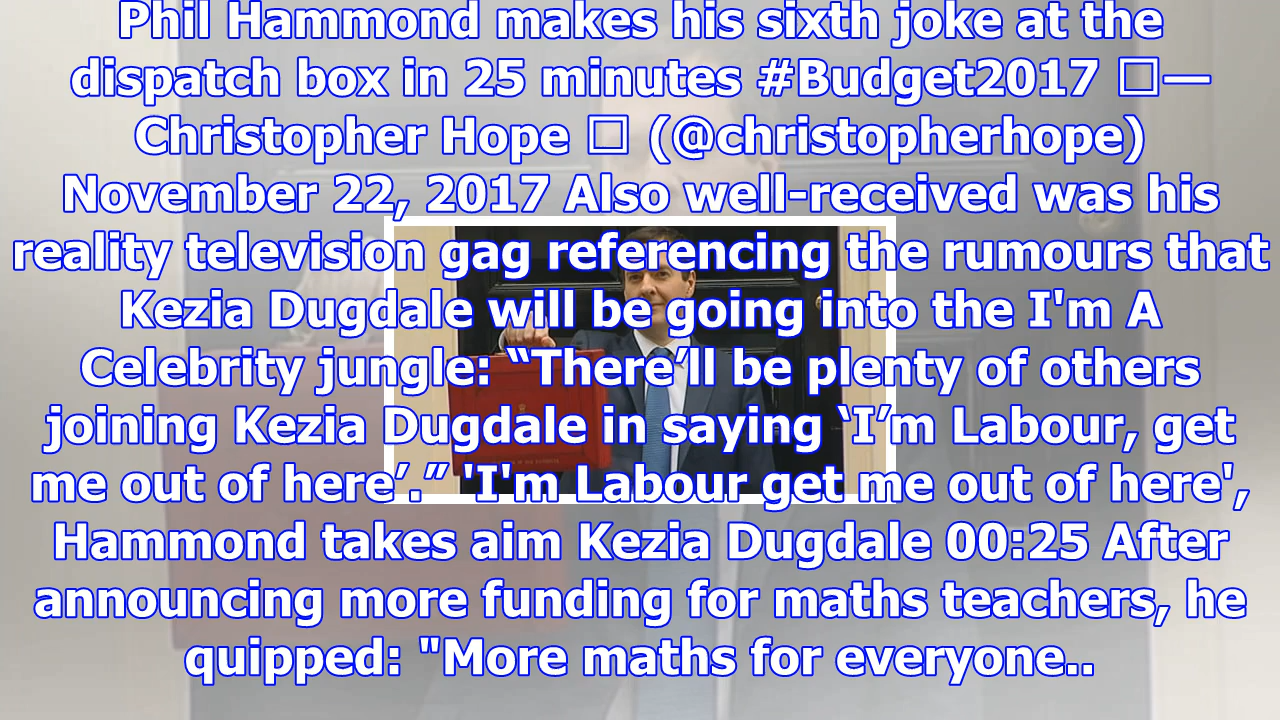 Phil Hammond makes his sixth joke at the
dispatch box in 25 minutes #Budget2017 □—
Christopher Hope □ (@christopherhope)
November 22, 2017 Also well-received was his
reality television gag referencing the rumours that
Kezia Dugdale will be going into the I'm A
Celebrity jungle: “There’ll be plenty of others
joining Kezia Dugdale in saying ‘I’m Labour, get
me out of here’.” 'I'm Labour get me out of here',
Hammond takes aim Kezia Dugdale 00:25 After
announcing more funding for maths teachers, he
quipped: "More maths for everyone..